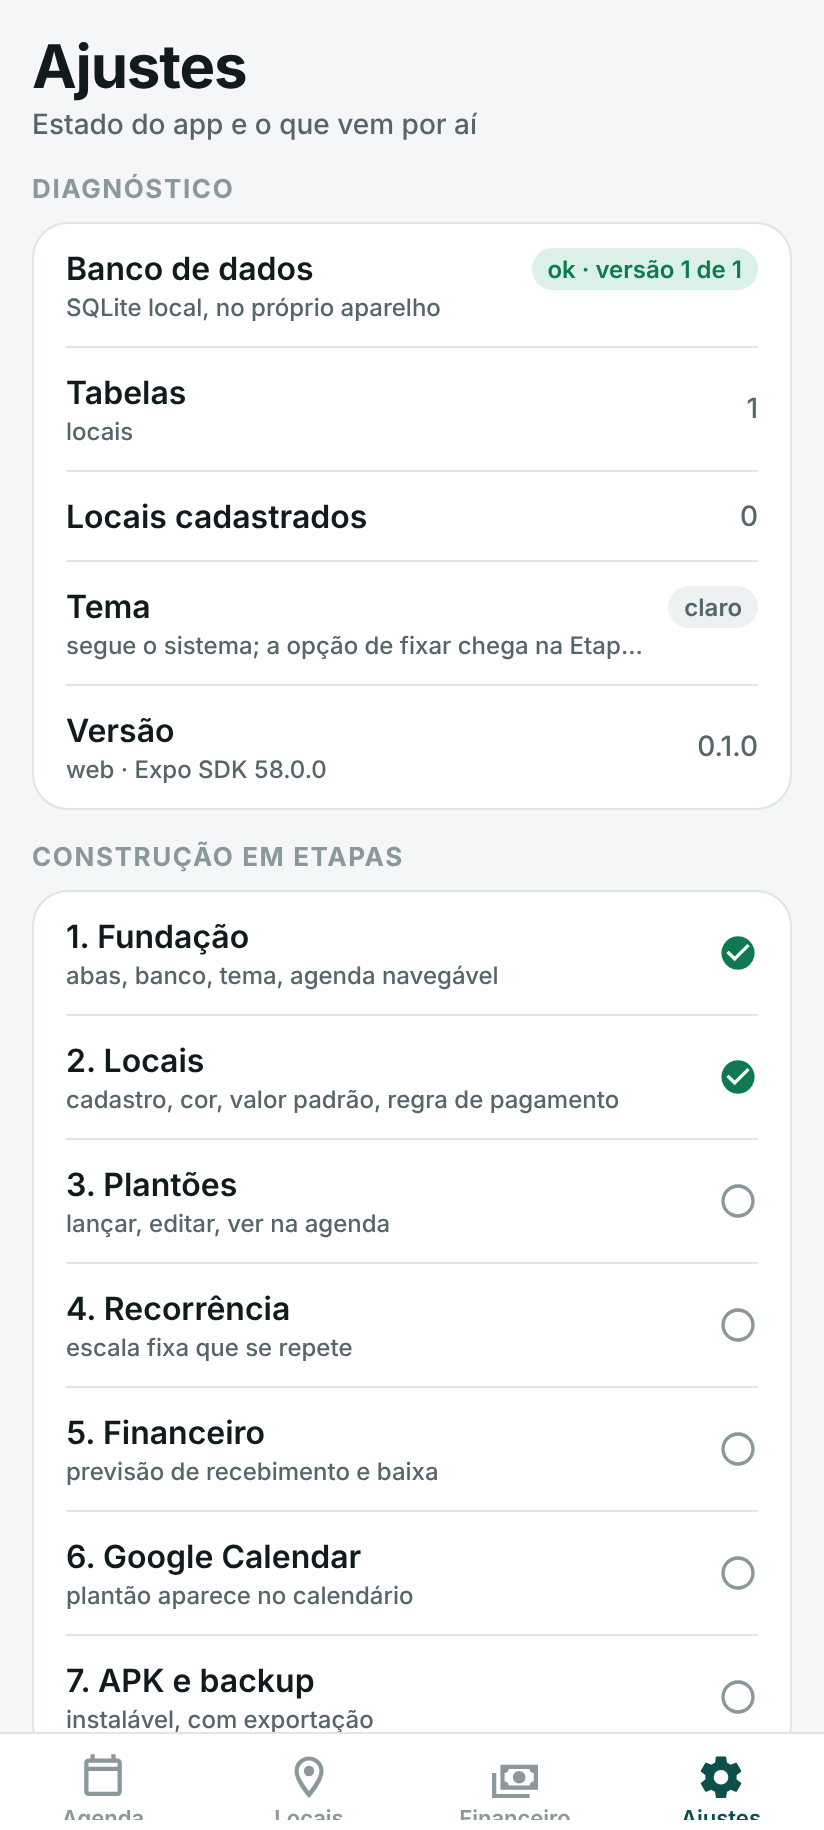 Ajustes
Estado do app e o que vem por aí
DIAGNÓSTICO
Banco de dados
ok · versão 1 de 1
SQLite local, no próprio aparelho
Tabelas
1
locais
Locais cadastrados
0
Tema
claro
segue o sistema; a opção de fixar chega na Etap...
Versão
0.1.0
web · Expo SDK 58.0.0
CONSTRUÇÃO EM ETAPAS
1. Fundação
abas, banco, tema, agenda navegável
2. Locais
cadastro, cor, valor padrão, regra de pagamento
3. Plantões
lançar, editar, ver na agenda
4. Recorrência
escala fixa que se repete
5. Financeiro
previsão de recebimento e baixa
6. Google Calendar
plantão aparece no calendário
7. APK e backup
instalável, com exportação
Agenda
Locais
Financeiro
Ajustes